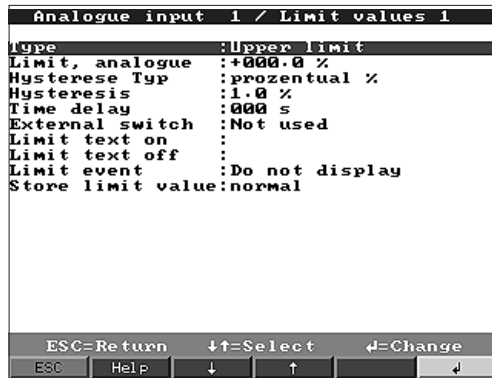 Analogue input 1 / Limit values 1
Type :Upper limit
Limit, analogue :+000.0 %
Hysterese Typ :prozentual %
Hysteresis :1.0 %
Time delay :000 s
External switch :Not used
Limit text on :
Limit text off :
Limit event :Do not display
Store limit value:normal
ESC=Return ↓↑=Select ↲=Change
ESC Help ↓ ↑ ↲